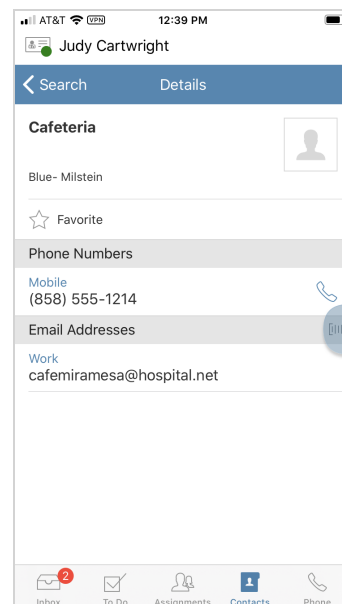 AT&T VPN 12:39 PM
Judy Cartwright
Search Details
Cafeteria
Blue- Milstein
Favorite
Phone Numbers
Mobile
(858) 555-1214
Email Addresses
Work
cafemiramesa@hospital.net
2
Inbox To Do Assignments Contacts Phone